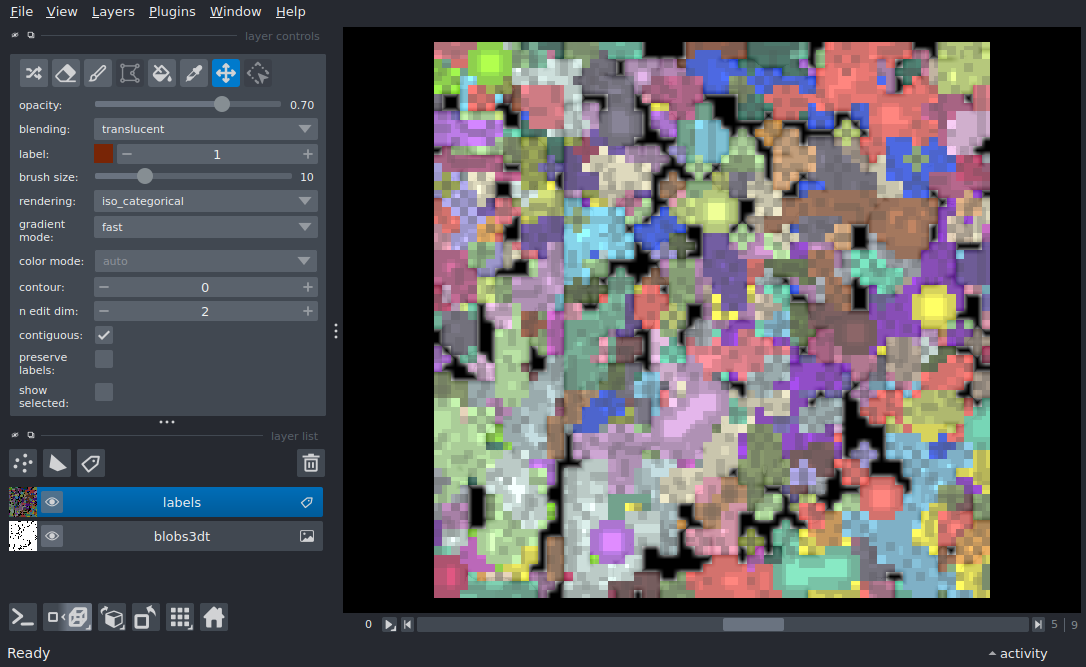 File View Layers Plugins Window Help
layer controls
opacity: 0.70
blending: translucent
label: 1
brush size: 10
rendering: iso_categorical
gradient
mode: fast
color mode: auto
contour: 0
n edit dim: 2
contiguous:
preserve
labels:
show
selected:
layer list
labels
blobs3dt
0 5 9
Ready activity